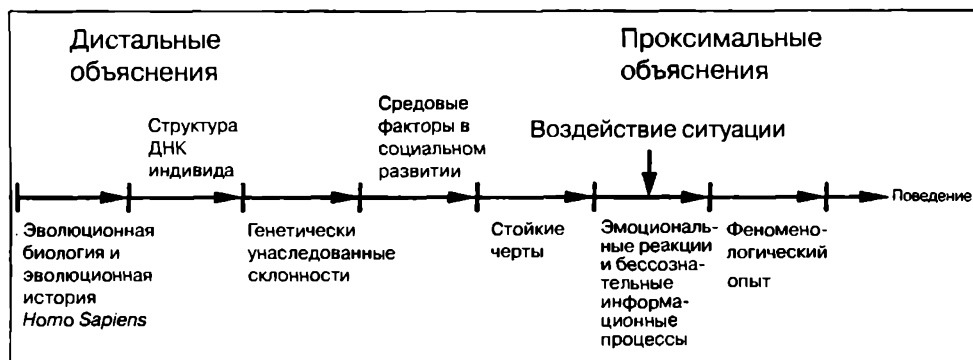 Дистальные
объяснения
Проксимальные
объяснения
Структура
ДНК
индивида
Средовые
факторы в
социальном
развитии
Воздействие ситуации
Поведение
Эволюционная
биология и
эволюционная
история
Homo Sapiens
Генетически
унаследованные
склонности
Стойкие
черты
Эмоциональ-
ные реакции
и бессозна-
тельные
информа-
ционные
процессы
Феномено-
логический
опыт